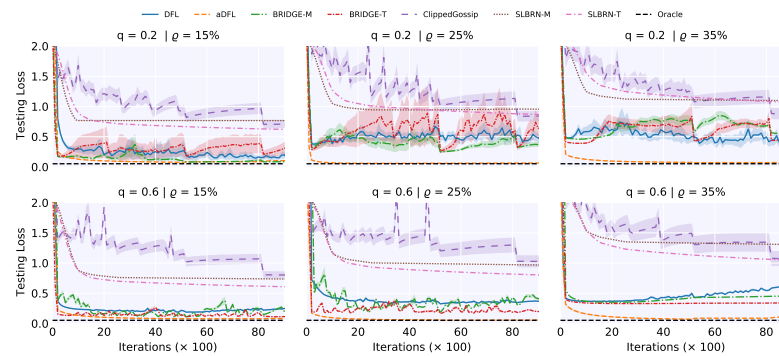 DFL aDFL BRIDGE-M BRIDGE-T ClippedGossip SLBRN-M SLBRN-T Oracle
q = 0.2 | ϱ = 15% q = 0.2 | ϱ = 25% q = 0.2 | ϱ = 35%
Testing Loss
2.0
1.5
1.0
0.5
0.0
q = 0.6 | ϱ = 15% q = 0.6 | ϱ = 25% q = 0.6 | ϱ = 35%
Testing Loss
2.0
1.5
1.0
0.5
0.0
0 20 40 60 80 0 20 40 60 80 0 20 40 60 80
Iterations (× 100) Iterations (× 100) Iterations (× 100)